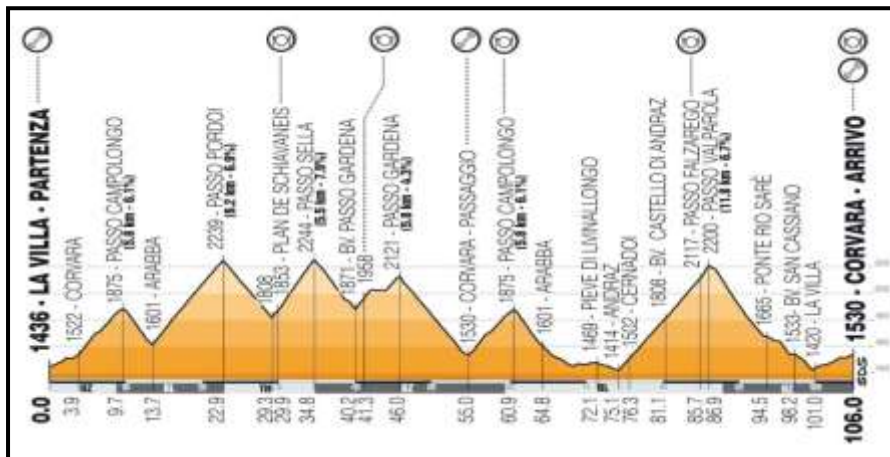 1436 - LA VILLA - PARTENZA
1522 - CORVARA
1875 - PASSO CAMPOLONGO
(5.8 km - 6.1%)
1601 - ARABBA
2239 - PASSO PORDOI
(9.2 km - 6.9%)
1808
1853 - PLAN DE SCHIAVANEIS
2244 - PASSO SELLA
(5.5 km - 7.9%)
1871 - BV. PASSO GARDENA
1958
2121 - PASSO GARDENA
(5.8 km - 4.3%)
1530 - CORVARA - PASSAGGIO
1875 - PASSO CAMPOLONGO
(5.8 km - 6.1%)
1601 - ARABBA
1469 - PIEVE DI LIVINALLONGO
1414 - ANDRAZ
1502 - CERNADOI
1808 - BV. CASTELLO DI ANDRAZ
2117 - PASSO FALZAREGO
2200 - PASSO VALPAROLA
(11.8 km - 6.7%)
1665 - PONTE RIO SARÈ
1533 - BV. SAN CASSIANO
1420 - LA VILLA
1530 - CORVARA - ARRIVO
SDS
BZ
TN
BL
0.0
3.9
9.7
13.7
22.9
29.3
29.9
34.8
40.2
41.3
46.0
55.0
60.9
64.8
72.1
75.1
76.3
81.1
85.7
86.9
94.5
98.2
101.0
106.0